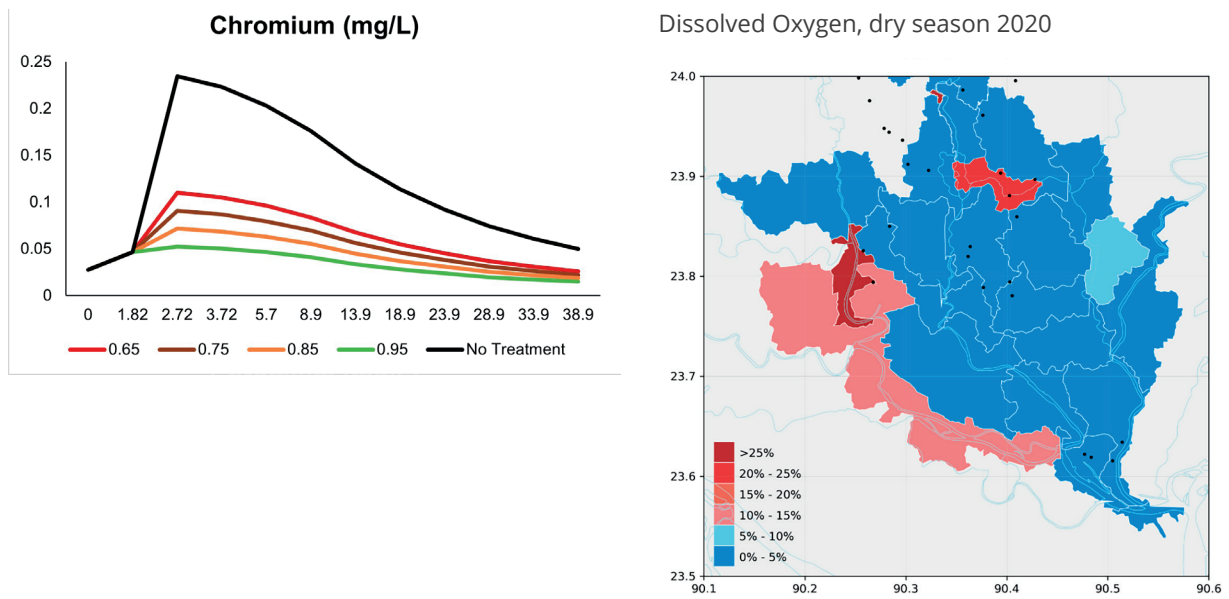 Chromium (mg/L)
0.25
0.2
0.15
0.1
0.05
0
0 1.82 2.72 3.72 5.7 8.9 13.9 18.9 23.9 28.9 33.9 38.9
0.65 0.75 0.85 0.95 No Treatment
Dissolved Oxygen, dry season 2020
24.0
23.9
23.8
23.7
23.6
23.5
>25%
20% - 25%
15% - 20%
10% - 15%
5% - 10%
0% - 5%
90.1 90.2 90.3 90.4 90.5 90.6